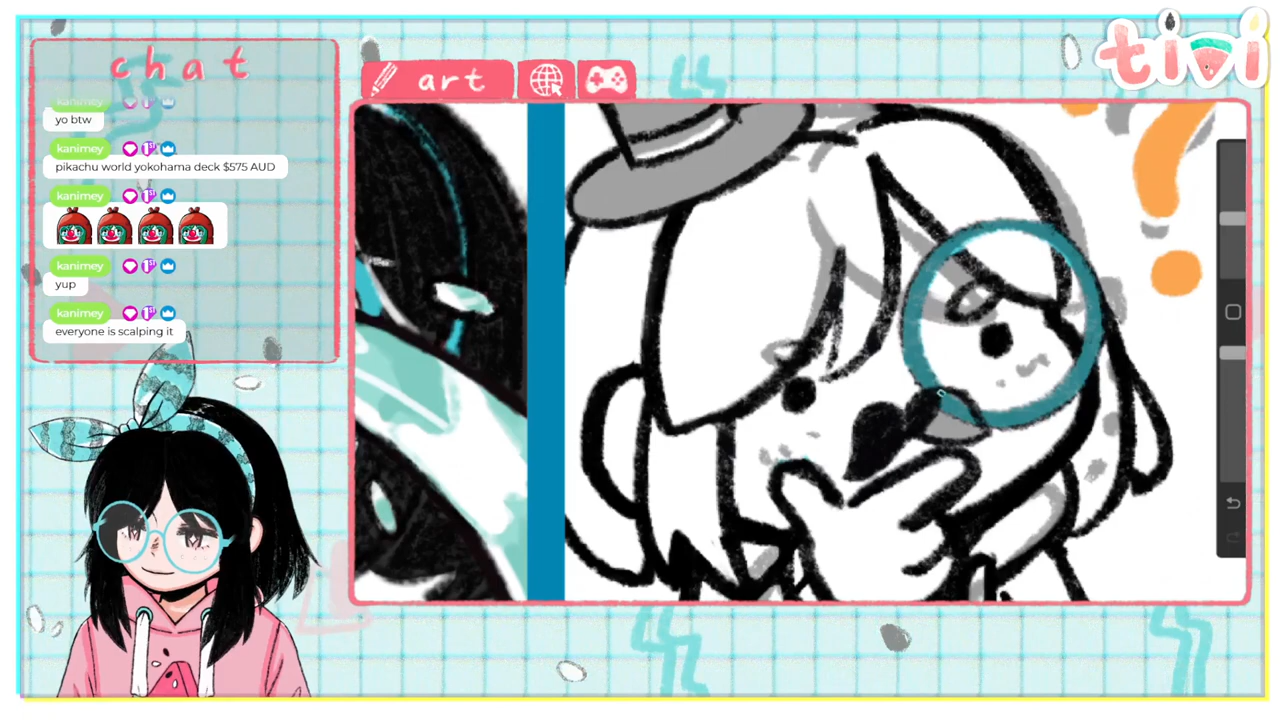 chat
kanimey
yo btw
kanimey
pikachu world yokohama deck $575 AUD
kanimey
kanimey
yup
kanimey
everyone is scalping it
art
tivi
?